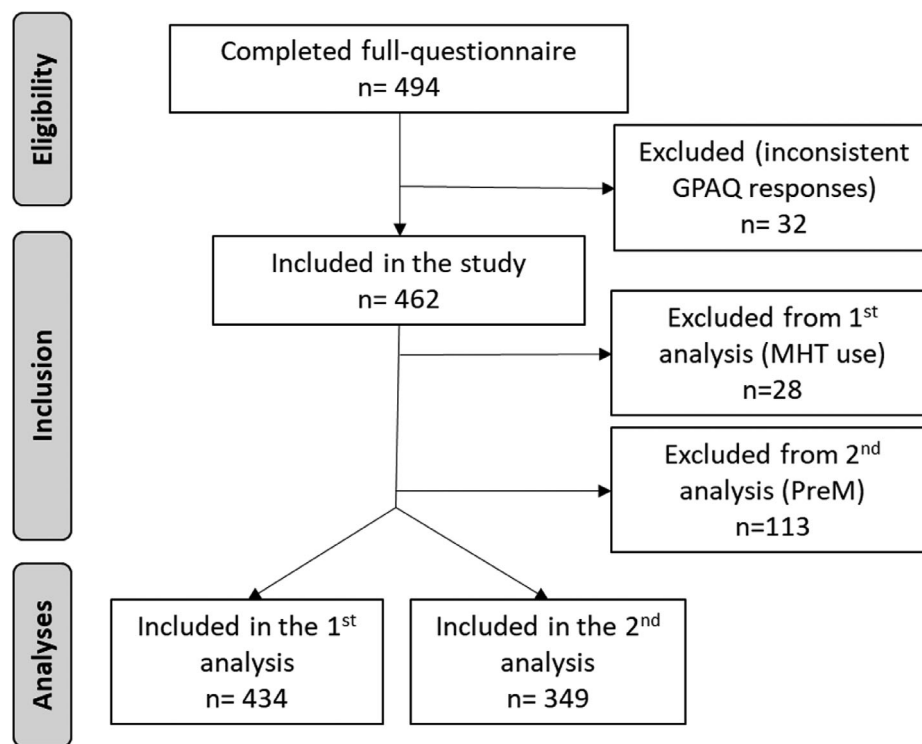 Eligibility
Completed full-questionnaire
n= 494
Excluded (inconsistent
GPAQ responses)
n= 32
Inclusion
Included in the study
n= 462
Excluded from 1st
analysis (MHT use)
n=28
Excluded from 2nd
analysis (PreM)
n=113
Analyses
Included in the 1st
analysis
n= 434
Included in the 2nd
analysis
n= 349